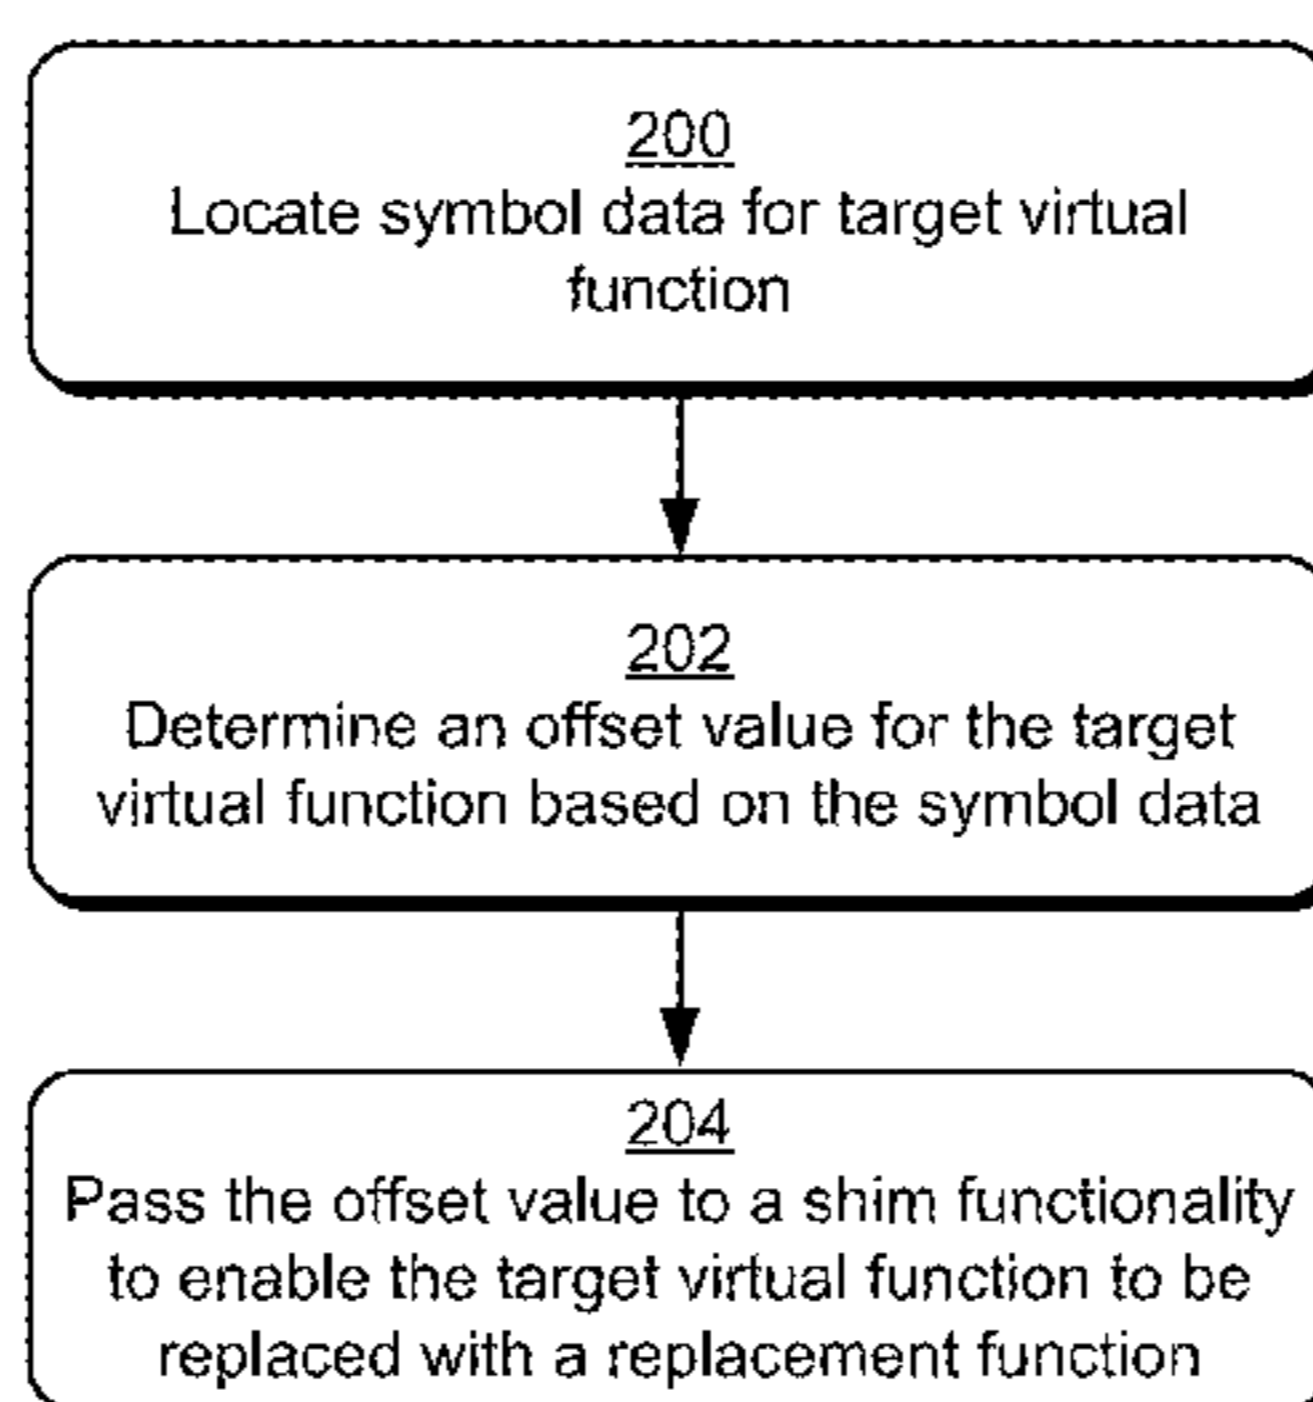 200
Locate symbol data for target virtual
function
202
Determine an offset value for the target
virtual function based on the symbol data
204
Pass the offset value to a shim functionality
to enable the target virtual function to be
replaced with a replacement function